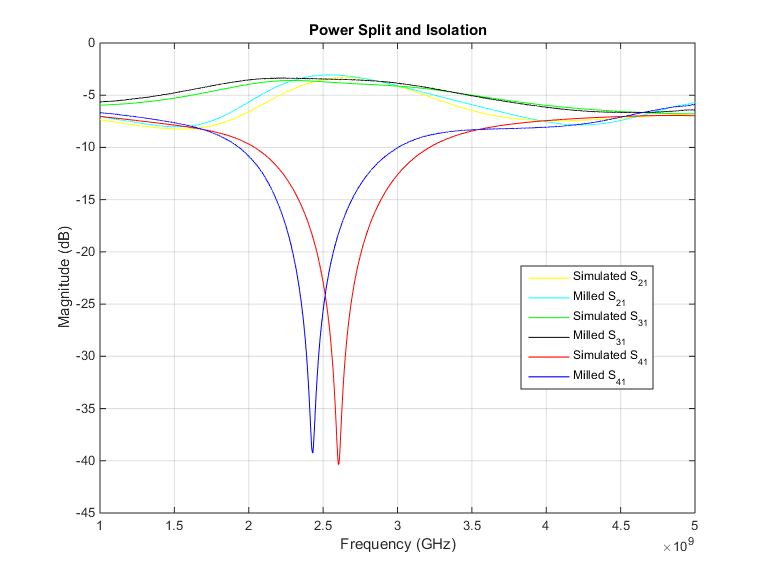 Power Split and Isolation
Magnitude (dB)
0
-5
-10
-15
-20
-25
-30
-35
-40
-45
Simulated S21
Milled S21
Simulated S31
Milled S31
Simulated S41
Milled S41
1 1.5 2 2.5 3 3.5 4 4.5 5
Frequency (GHz)
×10^9